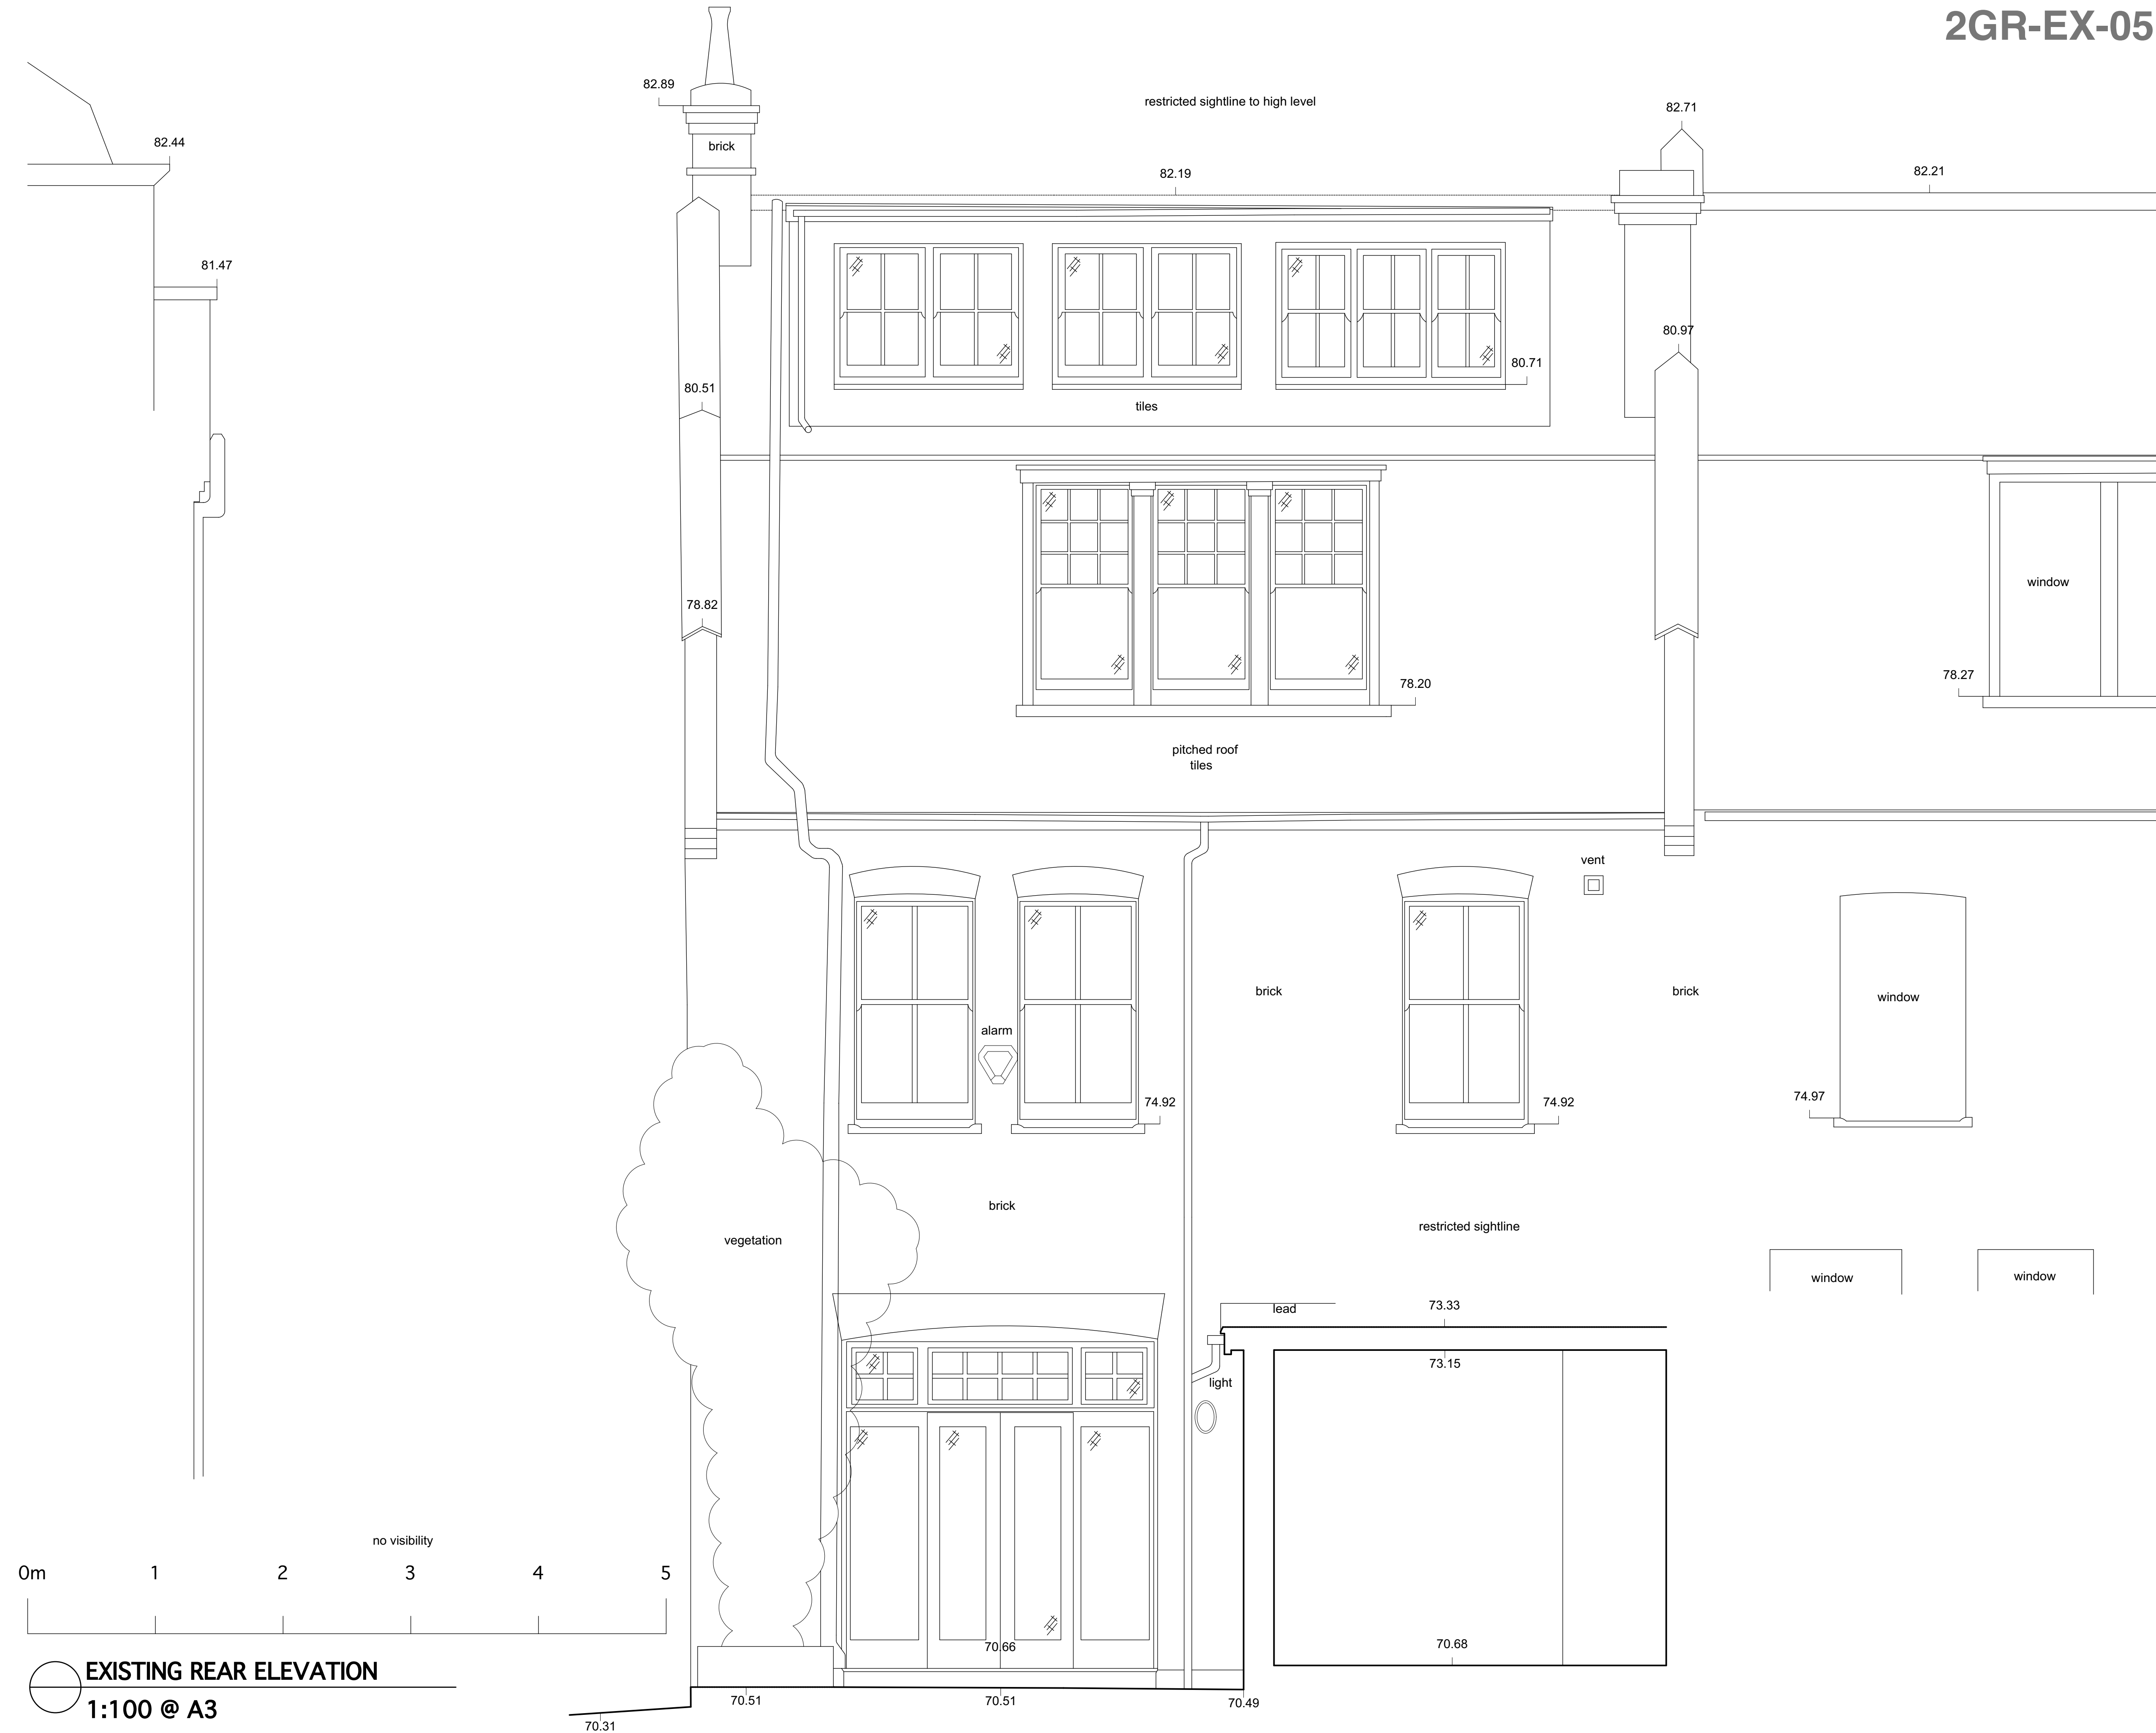 2GR-EX-05
82.89
restricted sightline to high level
82.71
82.44
brick
82.19
82.21
81.47
80.97
80.71
80.51
tiles
window
78.82
78.27
78.20
pitched roof
tiles
vent
brick
brick
window
alarm
74.92
74.92
74.97
brick
vegetation
restricted sightline
window
window
lead
73.33
73.15
light
no visibility
0m 1 2 3 4 5
70.66
70.68
EXISTING REAR ELEVATION
1:100 @ A3
70.51
70.51
70.49
70.31